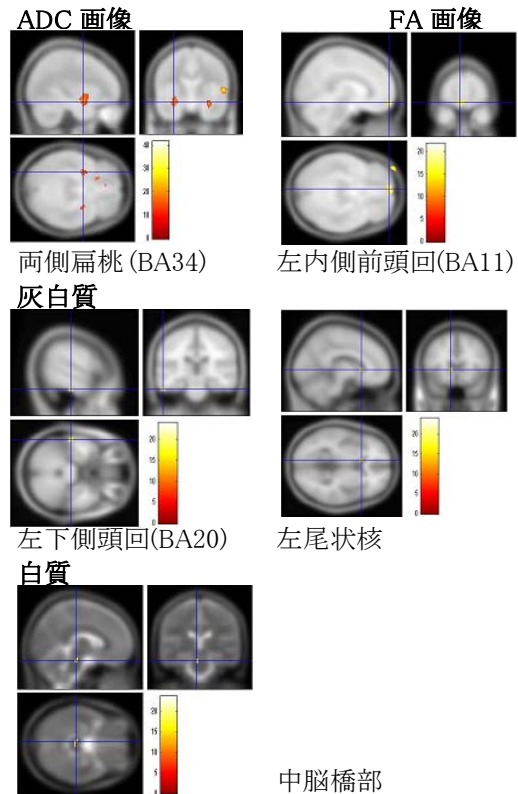 ADC 画像
FA 画像
両側扁桃 (BA34)
左内側前頭回(BA11)
灰白質
左下側頭回(BA20)
左尾状核
白質
中脳橋部